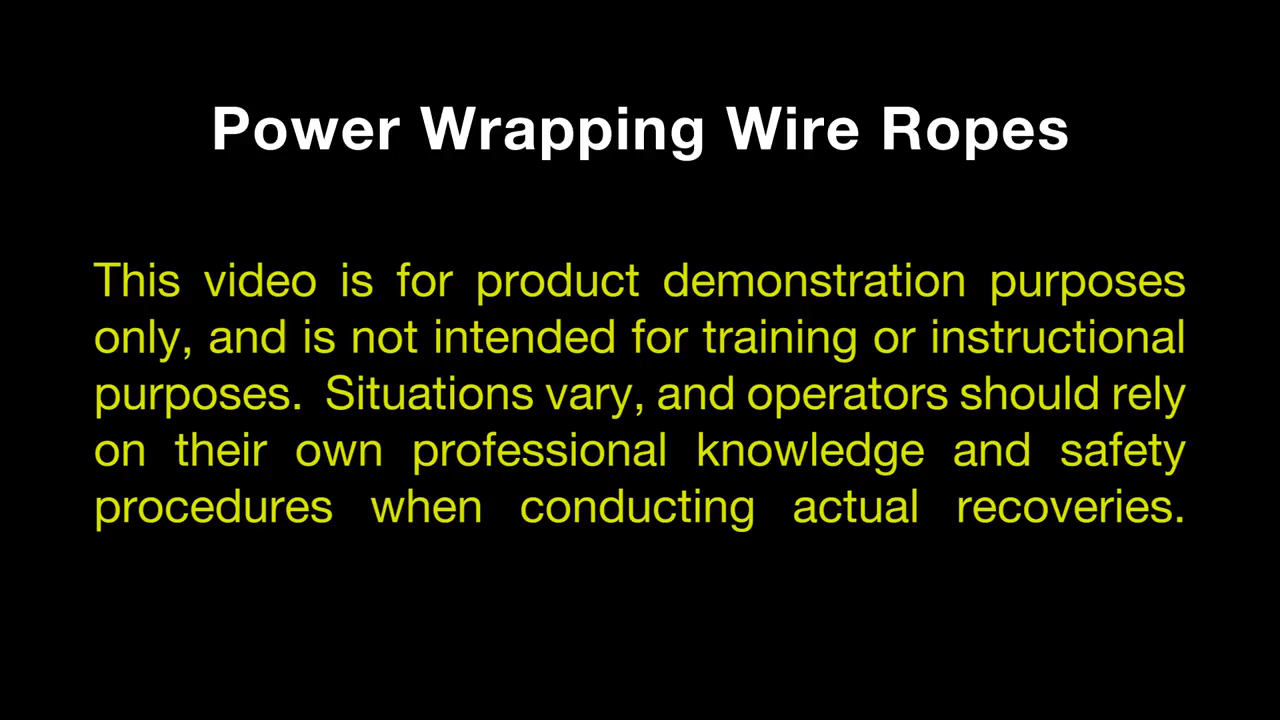 Power Wrapping Wire Ropes
This video is for product demonstration purposes
only, and is not intended for training or instructional
purposes.  Situations vary, and operators should rely
on their own professional knowledge and safety
procedures when conducting actual recoveries.